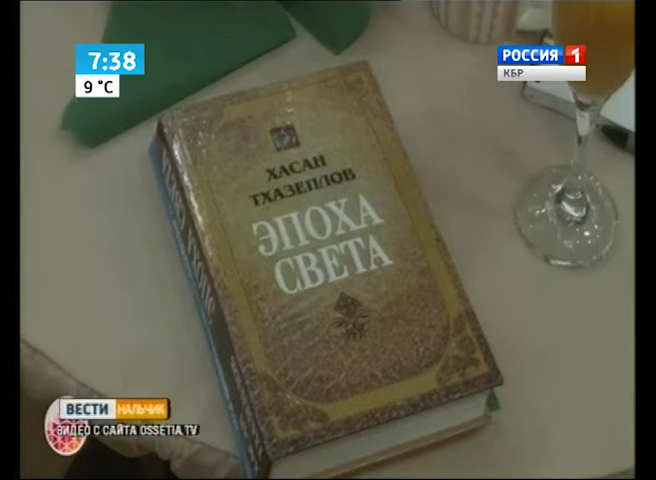 7:38
9 °C
РОССИЯ 1
КБР
ХАСАН
ТХАЗЕПЛОВ
ЭПОХА
СВЕТА
ВЕСТИ НАЛЬЧИК
ВИДЕО С САЙТА OSSETIA.TV